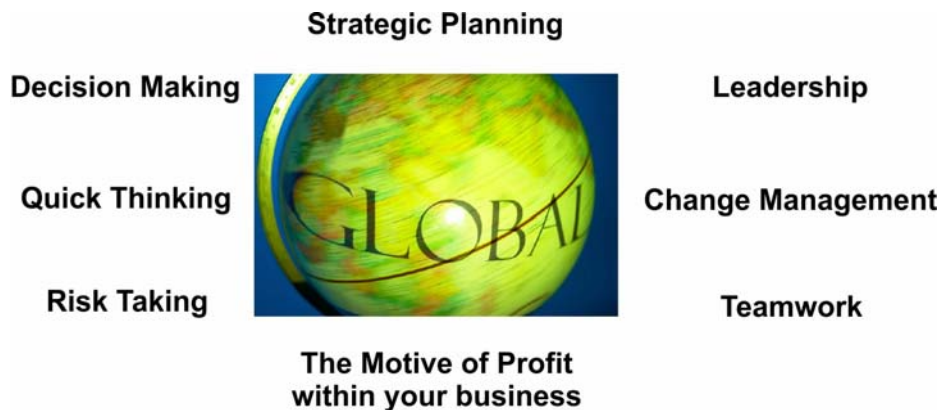 Strategic Planning
Decision Making
Leadership
GLOBAL
Quick Thinking
Change Management
Risk Taking
Teamwork
The Motive of Profit
within your business